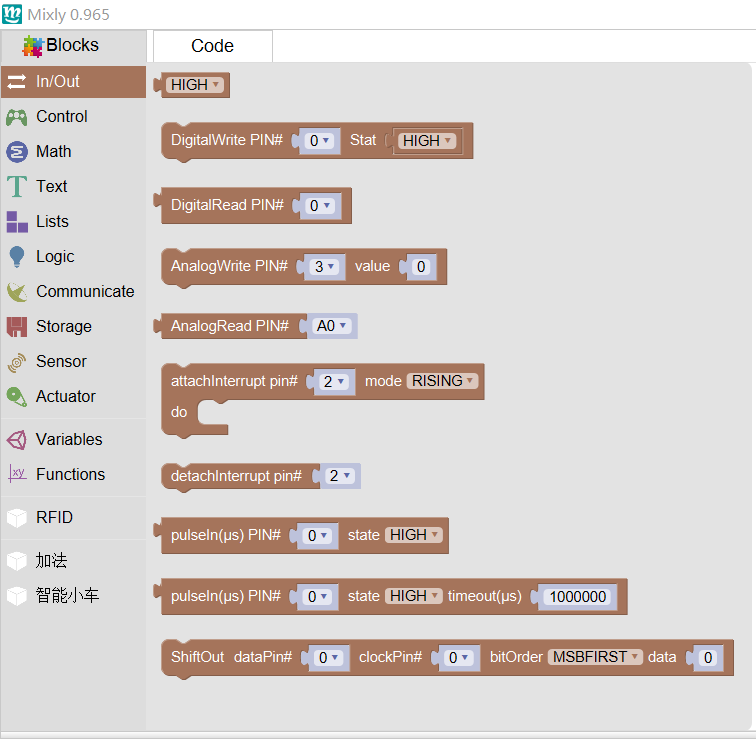 Mixly 0.965
Blocks
Code
In/Out
Control
Math
Text
Lists
Logic
Communicate
Storage
Sensor
Actuator
Variables
Functions
RFID
加法
智能小车
HIGH
DigitalWrite PIN# 0 Stat HIGH
DigitalRead PIN# 0
AnalogWrite PIN# 3 value 0
AnalogRead PIN# A0
attachInterrupt pin# 2 mode RISING
do
detachInterrupt pin# 2
pulseIn(μs) PIN# 0 state HIGH
pulseIn(μs) PIN# 0 state HIGH timeout(μs) 1000000
ShiftOut dataPin# 0 clockPin# 0 bitOrder MSBFIRST data 0